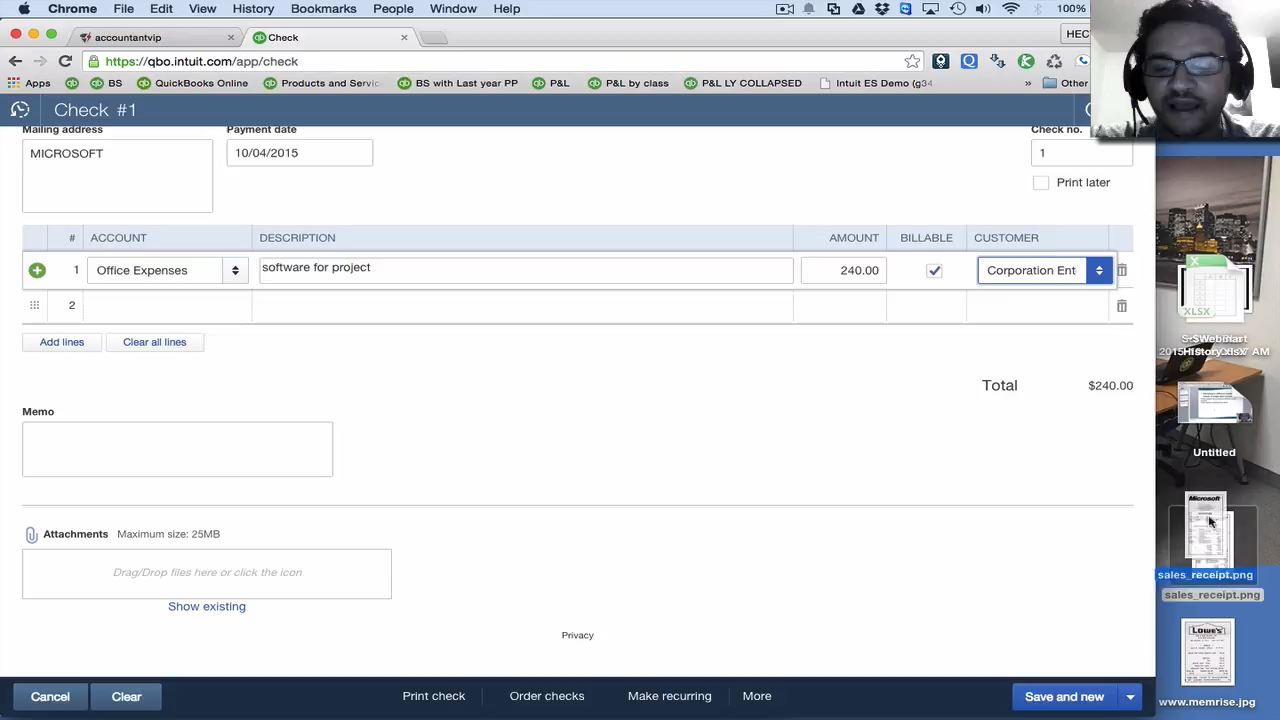 Chrome File Edit View History Bookmarks People Window Help 100%
accountantvip
Check
HEC
https://qbo.intuit.com/app/check
Apps BS QuickBooks Online Products and Service BS with Last year PP P&L P&L by class P&L LY COLLAPSED Intuit ES Demo (g34 » Other
Check #1
Mailing address Payment date Check no.
MICROSOFT 10/04/2015 1
Print later
# ACCOUNT DESCRIPTION AMOUNT BILLABLE CUSTOMER
1 Office Expenses software for project 240.00 Corporation Ent
2
Add lines Clear all lines
Total $240.00
Memo
Attachments Maximum size: 25MB
Drag/Drop files here or click the icon
Show existing
Privacy
Cancel Clear Print check Order checks Make recurring More Save and new
XLSX
History.xlsx
Untitled
Microsoft
sales_receipt.png
sales_receipt.png
LOWE'S
www.memrise.jpg